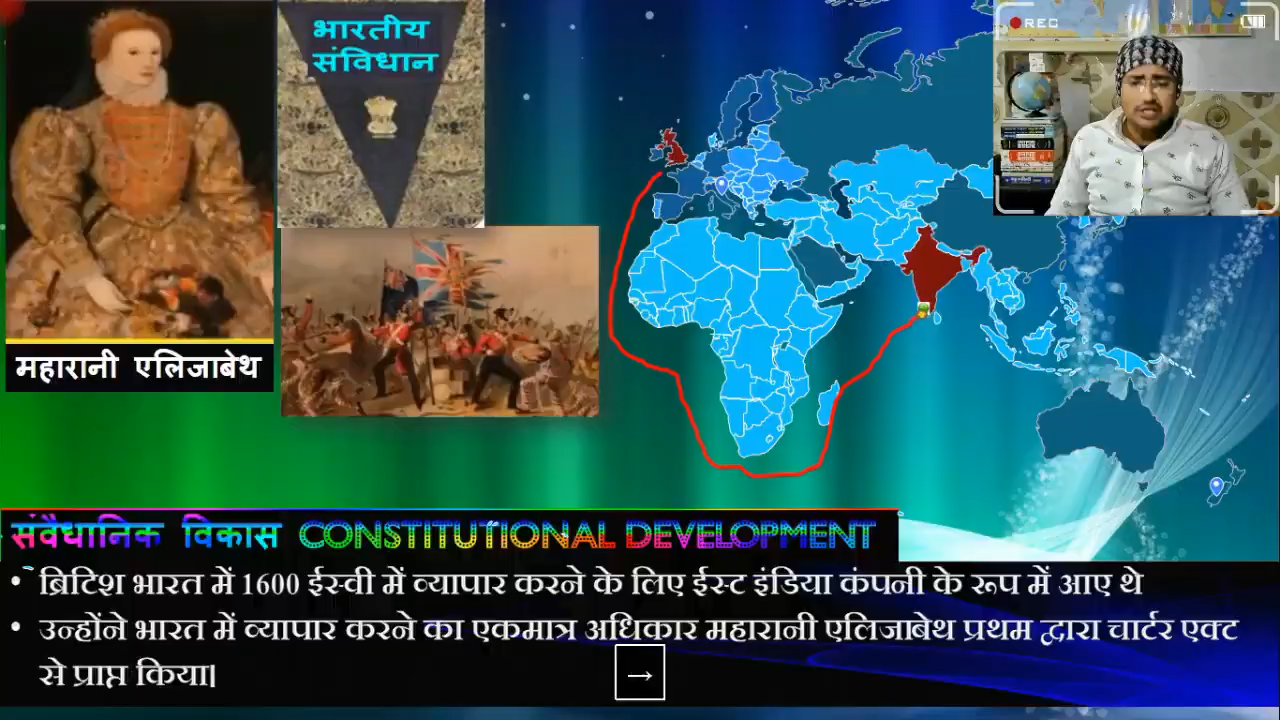 REC
भारतीय
संविधान
महारानी एलिजाबेथ
संवैधानिक विकास CONSTITUTIONAL DEVELOPMENT
• ब्रिटिश भारत में 1600 ईस्वी में व्यापार करने के लिए ईस्ट इंडिया कंपनी के रूप में आए थे
• उन्होंने भारत में व्यापार करने का एकमात्र अधिकार महारानी एलिजाबेथ प्रथम द्वारा चार्टर एक्ट
से प्राप्त किया।
→